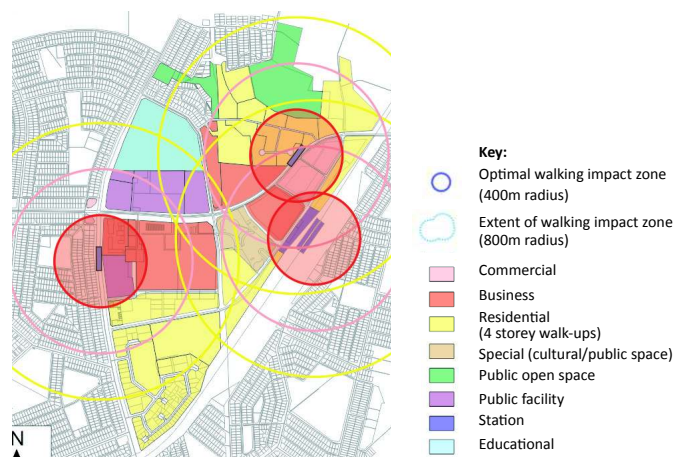 Key:
Optimal walking impact zone
(400m radius)
Extent of walking impact zone
(800m radius)
Commercial
Business
Residential
(4 storey walk-ups)
Special (cultural/public space)
Public open space
Public facility
Station
Educational
N